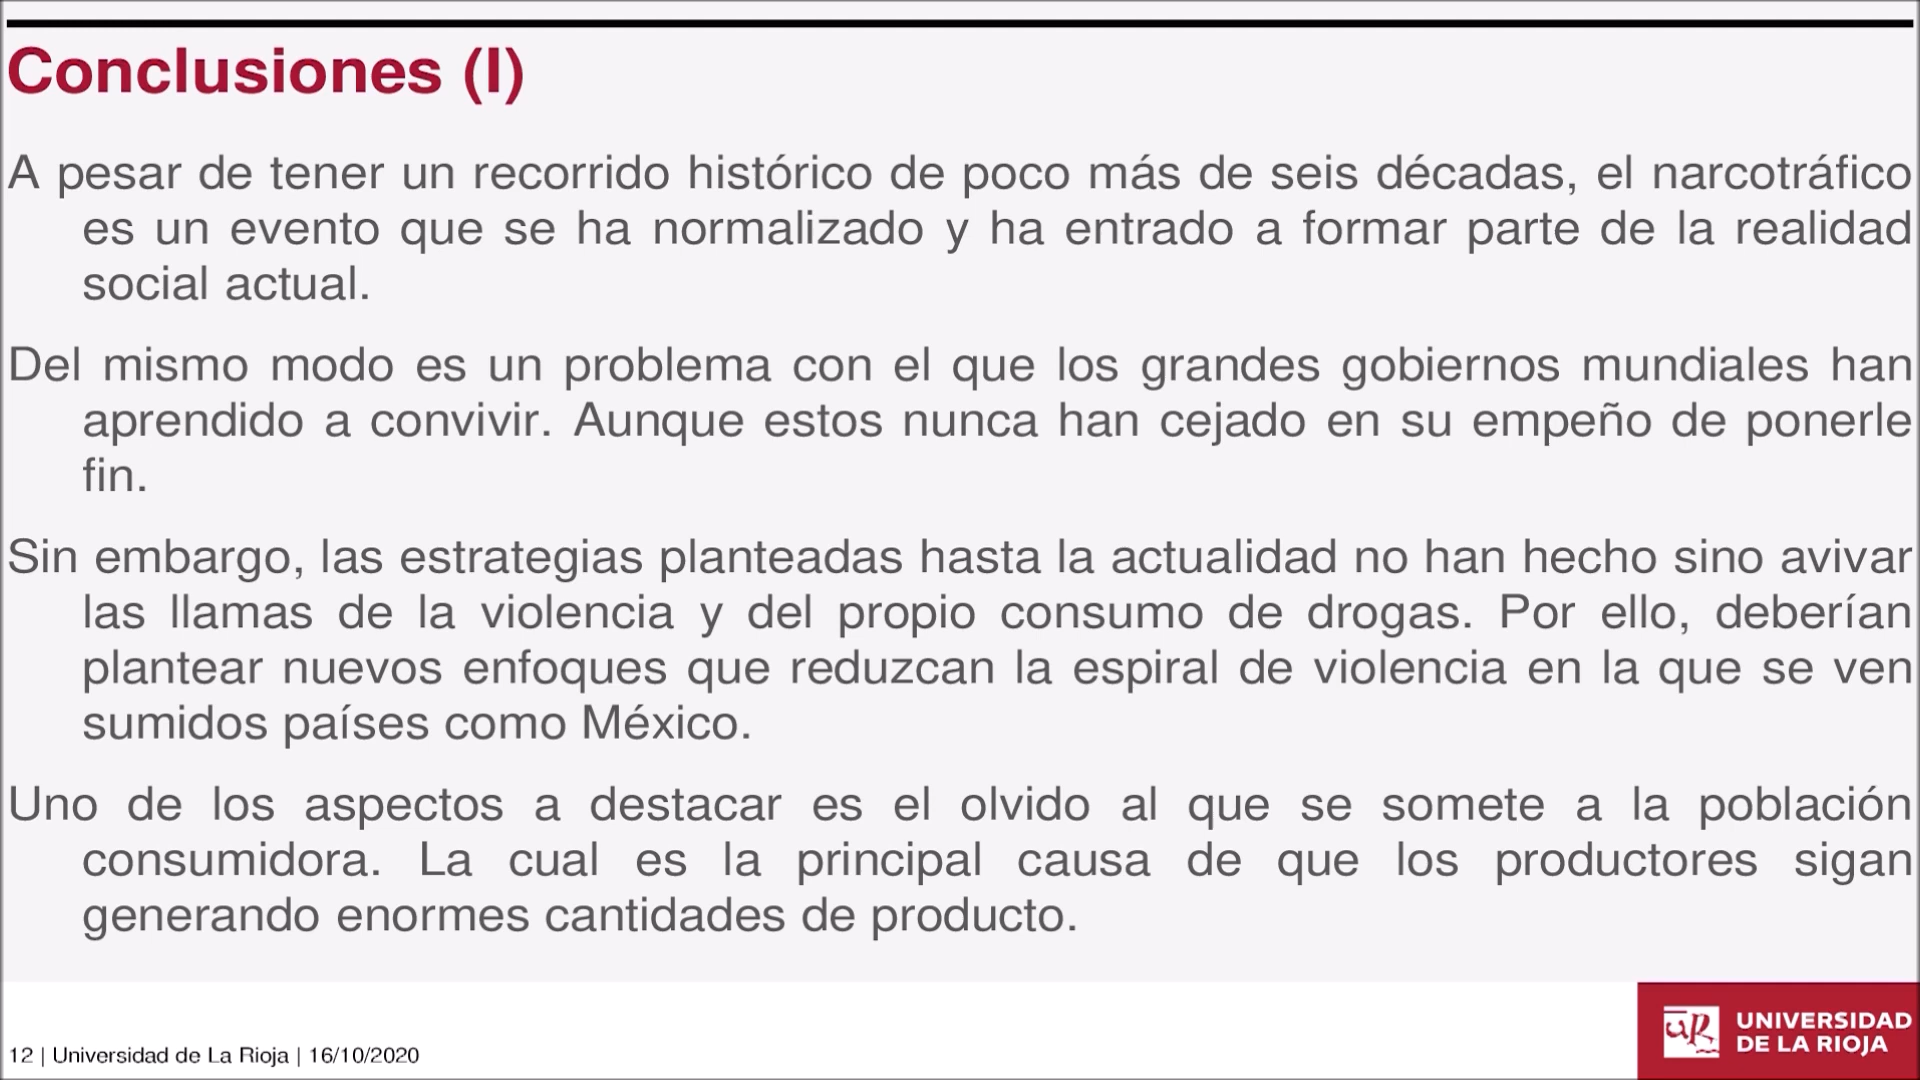 Conclusiones (I)
A pesar de tener un recorrido histórico de poco más de seis décadas, el narcotráfico
es un evento que se ha normalizado y ha entrado a formar parte de la realidad
social actual.
Del mismo modo es un problema con el que los grandes gobiernos mundiales han
aprendido a convivir. Aunque estos nunca han cejado en su empeño de ponerle
fin.
Sin embargo, las estrategias planteadas hasta la actualidad no han hecho sino avivar
las llamas de la violencia y del propio consumo de drogas. Por ello, deberían
plantear nuevos enfoques que reduzcan la espiral de violencia en la que se ven
sumidos países como México.
Uno de los aspectos a destacar es el olvido al que se somete a la población
consumidora. La cual es la principal causa de que los productores sigan
generando enormes cantidades de producto.
12 | Universidad de La Rioja | 16/10/2020
UR
UNIVERSIDAD
DE LA RIOJA